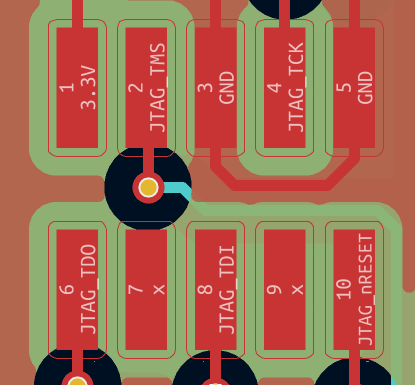 1
3.3V
2
JTAG_TMS
3
GND
4
JTAG_TCK
5
GND
6
JTAG_TDO
7
x
8
JTAG_TDI
9
x
10
JTAG_nRESET